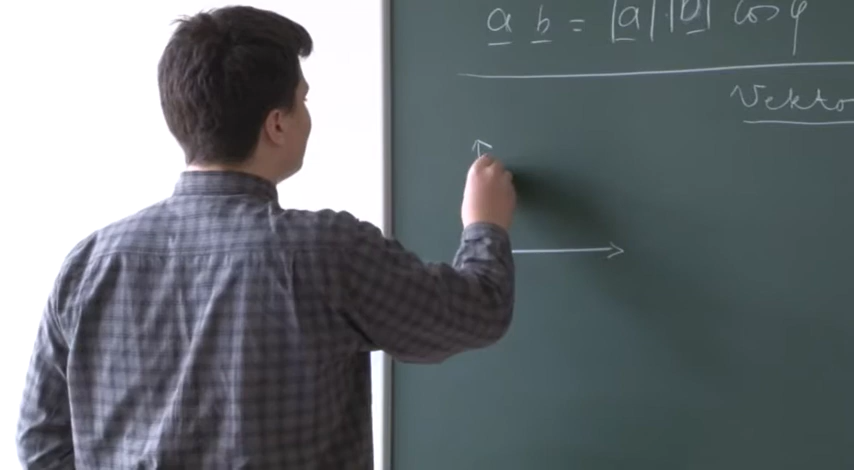 a b = |a| |b| cos φ
Vekto